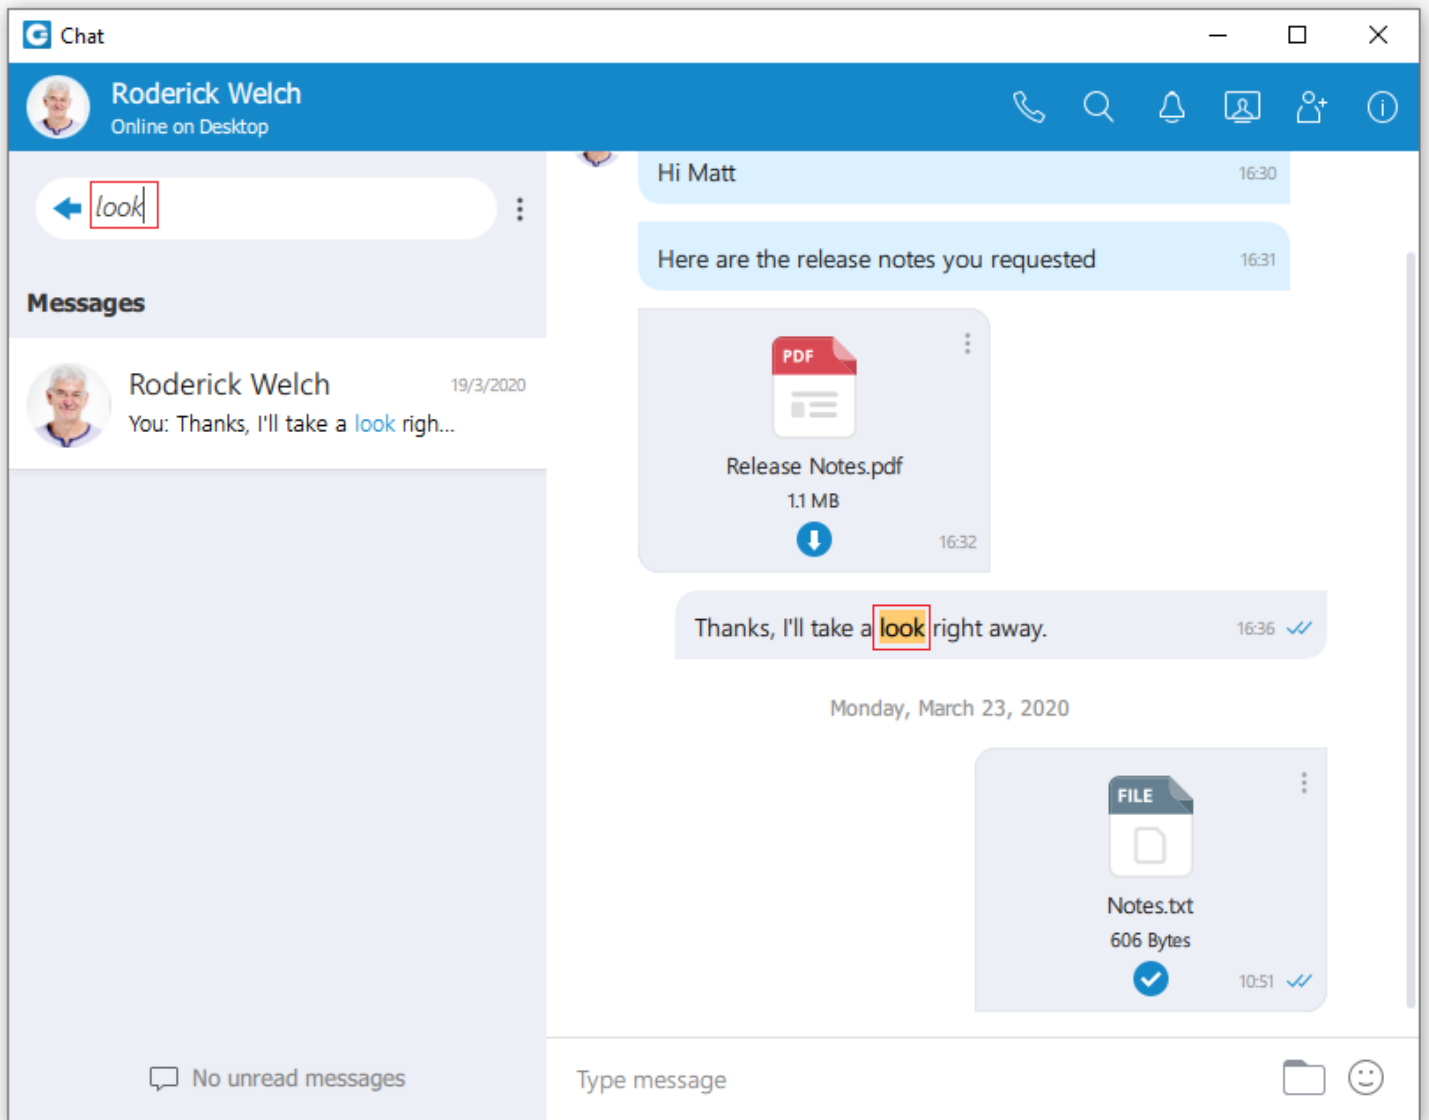 Chat
Roderick Welch
Online on Desktop
look
Messages
Roderick Welch
19/3/2020
You: Thanks, I'll take a look righ...
No unread messages
Hi Matt
16:30
Here are the release notes you requested
16:31
PDF
Release Notes.pdf
1.1 MB
16:32
Thanks, I'll take a look right away.
16:36
Monday, March 23, 2020
FILE
Notes.txt
606 Bytes
10:51
Type message